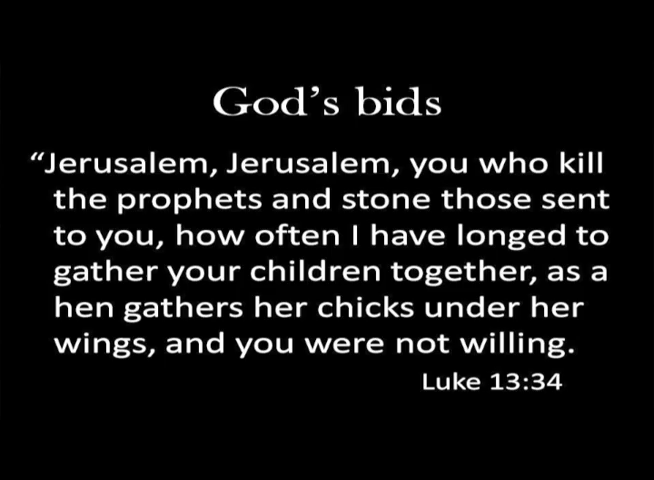 God’s bids
“Jerusalem, Jerusalem, you who kill
the prophets and stone those sent
to you, how often I have longed to
gather your children together, as a
hen gathers her chicks under her
wings, and you were not willing.
Luke 13:34